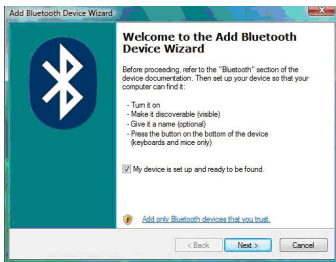 Add Bluetooth Device Wizard
Welcome to the Add Bluetooth
Device Wizard
Before proceeding, refer to the "Bluetooth" section of the
device documentation. Then set up your device so that your
computer can find it:
- Turn it on
- Make it discoverable (visible)
- Give it a name (optional)
- Press the button on the bottom of the device
(keyboards and mice only)
My device is set up and ready to be found.
Add only Bluetooth devices that you trust.
< Back Next > Cancel